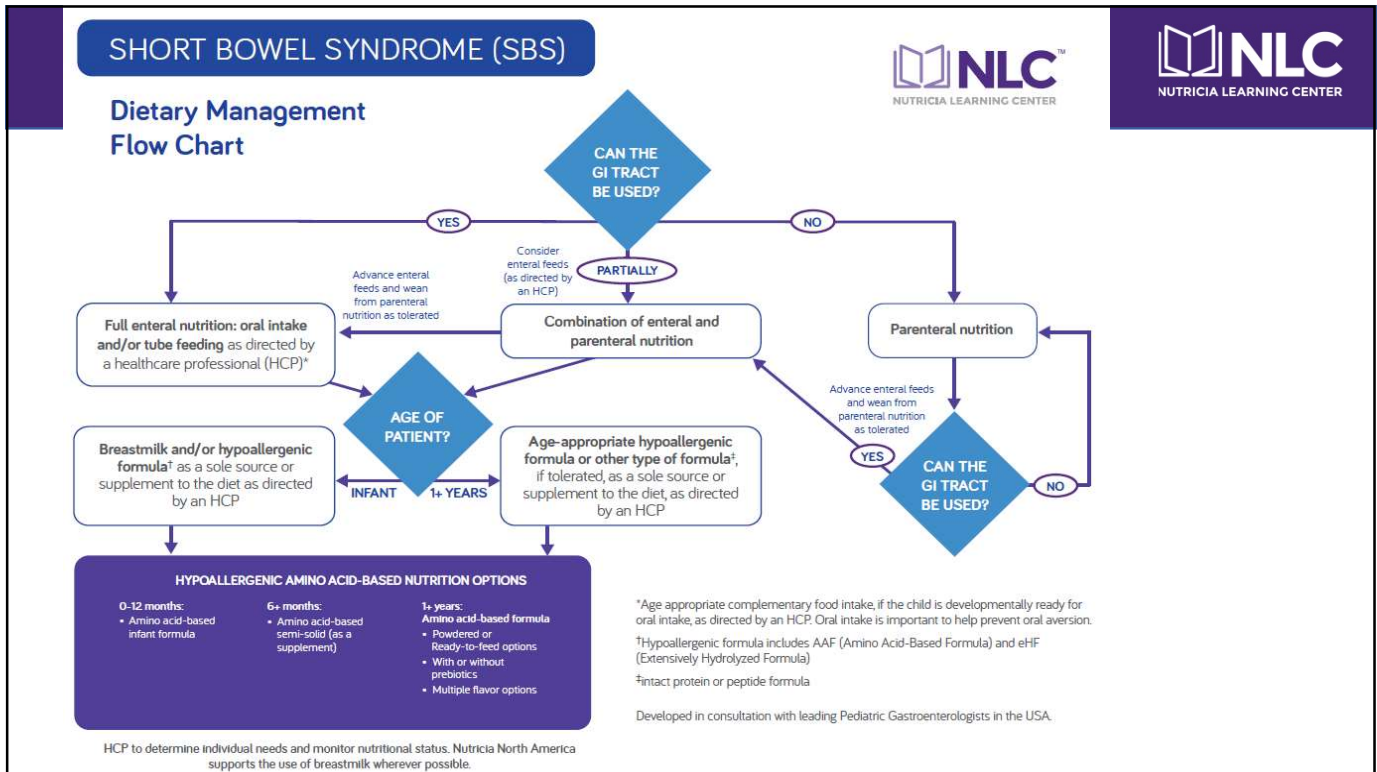 SHORT BOWEL SYNDROME (SBS)
NLC™
NUTRICIA LEARNING CENTER
NLC
NUTRICIA LEARNING CENTER
Dietary Management
Flow Chart
CAN THE
GI TRACT
BE USED?
YES
NO
PARTIALLY
Consider
enteral feeds
(as directed by
an HCP)
Advance enteral
feeds and wean
from parenteral
nutrition as tolerated
Full enteral nutrition: oral intake
and/or tube feeding as directed by
a healthcare professional (HCP)*
Combination of enteral and
parenteral nutrition
Parenteral nutrition
Advance enteral feeds
and wean from
parenteral nutrition
as tolerated
YES
CAN THE
GI TRACT
BE USED?
NO
AGE OF
PATIENT?
INFANT
1+ YEARS
Breastmilk and/or hypoallergenic
formula† as a sole source or
supplement to the diet as directed
by an HCP
Age-appropriate hypoallergenic
formula or other type of formula‡,
if tolerated, as a sole source or
supplement to the diet, as directed
by an HCP
HYPOALLERGENIC AMINO ACID-BASED NUTRITION OPTIONS
0-12 months:
• Amino acid-based
infant formula
6+ months:
• Amino acid-based
semi-solid (as a
supplement)
1+ years:
Amino acid-based formula
• Powdered or
Ready-to-feed options
• With or without
prebiotics
• Multiple flavor options
*Age appropriate complementary food intake, if the child is developmentally ready for
oral intake, as directed by an HCP. Oral intake is important to help prevent oral aversion.
†Hypoallergenic formula includes AAF (Amino Acid-Based Formula) and eHF
(Extensively Hydrolyzed Formula)
‡intact protein or peptide formula
Developed in consultation with leading Pediatric Gastroenterologists in the USA.
HCP to determine individual needs and monitor nutritional status. Nutricia North America
supports the use of breastmilk wherever possible.